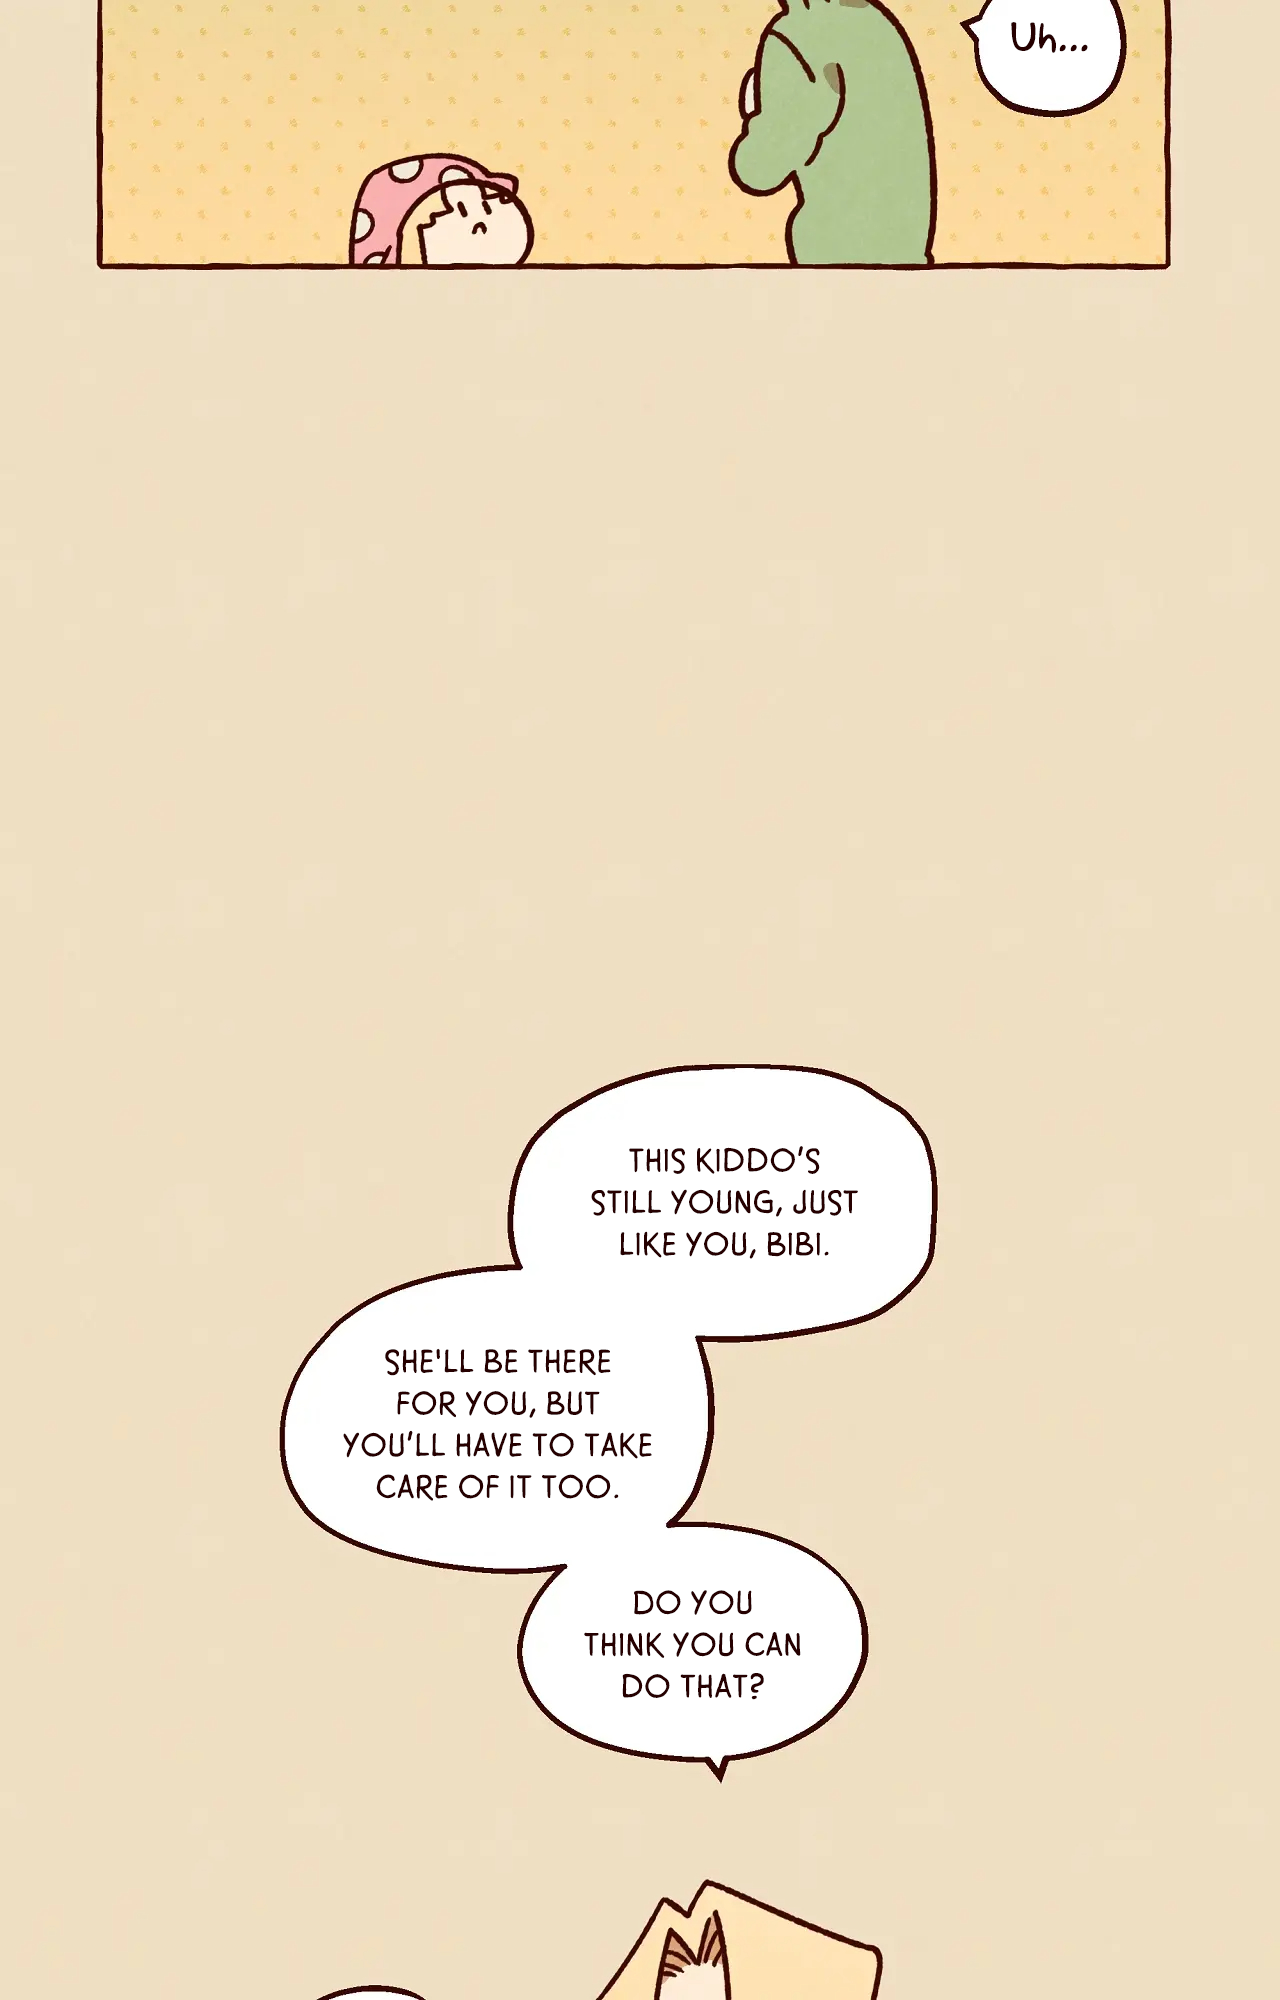 Uh...
THIS KIDDO'S
STILL YOUNG, JUST
LIKE YOU, BIBI.
SHE'LL BE THERE
FOR YOU, BUT
YOU'LL HAVE TO TAKE
CARE OF IT TOO.
DO YOU
THINK YOU CAN
DO THAT?